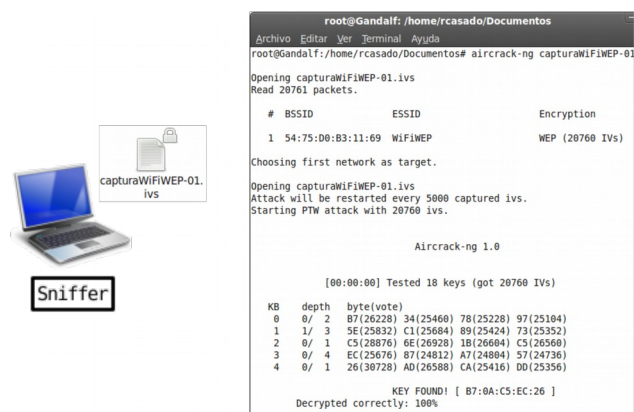 capturaWiFiWEP-01.
ivs
Sniffer
root@Gandalf: /home/rcasado/Documentos
Archivo Editar Ver Terminal Ayuda
root@Gandalf:/home/rcasado/Documentos# aircrack-ng capturaWiFiWEP-01
Opening capturaWiFiWEP-01.ivs
Read 20761 packets.
# BSSID ESSID Encryption
1 54:75:D0:B3:11:69 WiFiWEP WEP (20760 IVs)
Choosing first network as target.
Opening capturaWiFiWEP-01.ivs
Attack will be restarted every 5000 captured ivs.
Starting PTW attack with 20760 ivs.
Aircrack-ng 1.0
[00:00:00] Tested 18 keys (got 20760 IVs)
KB depth byte(vote)
0 0/ 2 B7(26228) 34(25460) 78(25228) 97(25104)
1 1/ 3 5E(25832) C1(25684) 89(25424) 73(25352)
2 0/ 1 C5(28876) 6E(26928) 1B(26604) C5(26560)
3 0/ 4 EC(25676) 87(24812) A7(24804) 57(24736)
4 0/ 1 26(30728) AD(26588) CA(25416) DD(25356)
KEY FOUND! [ B7:0A:C5:EC:26 ]
Decrypted correctly: 100%